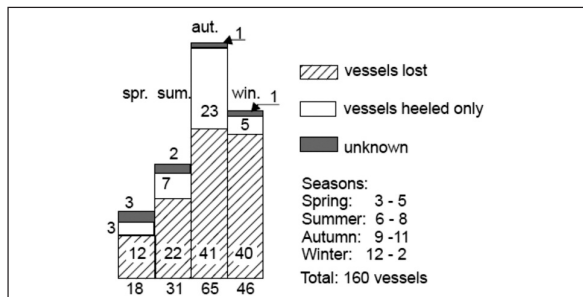 aut.
1
spr. sum. win. 1
23
5
2
7
3
3
12 22 41 40
18 31 65 46
vessels lost
vessels heeled only
unknown
Seasons:
Spring: 3 - 5
Summer: 6 - 8
Autumn: 9 -11
Winter: 12 - 2
Total: 160 vessels